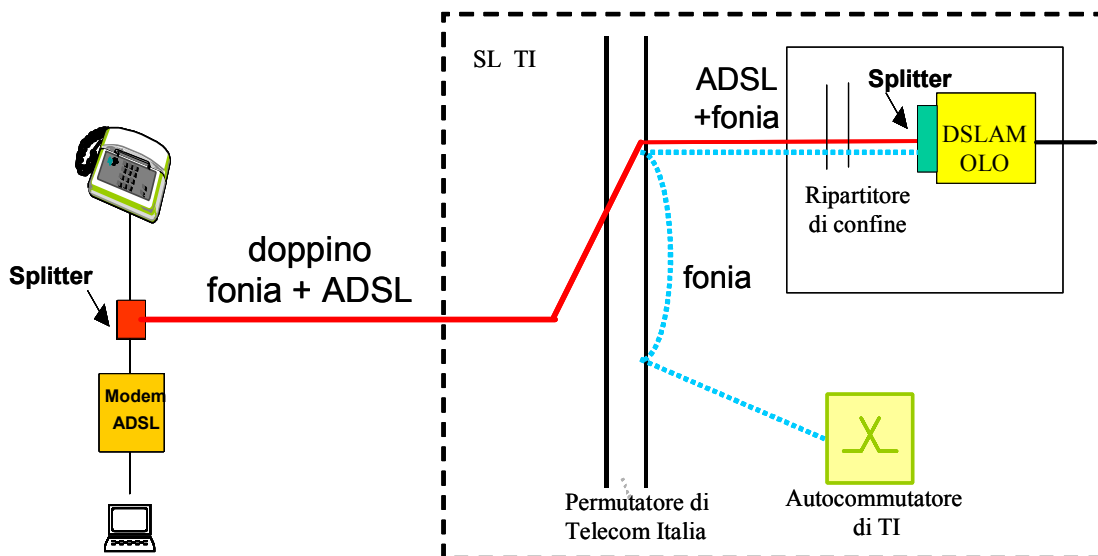 SL TI
ADSL
+fonia
Splitter
DSLAM
OLO
Ripartitore
di confine
doppino
fonia + ADSL
Splitter
fonia
Modem
ADSL
Permutatore di
Telecom Italia
Autocommutatore
di TI